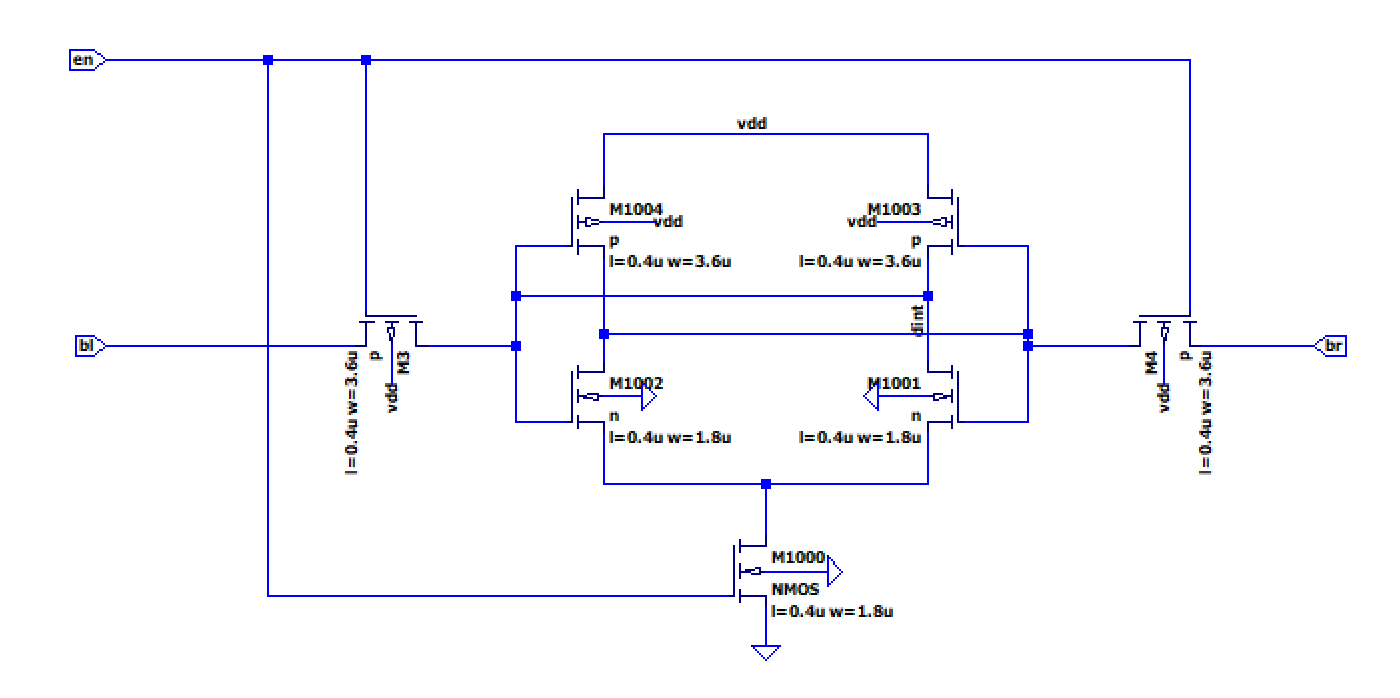 en
vdd
M1004
vdd
p
l=0.4u w=3.6u
M1003
vdd
p
l=0.4u w=3.6u
dint
bl
l=0.4u w=3.6u
p
M3
vdd
br
M4
vdd
p
l=0.4u w=3.6u
M1002
n
l=0.4u w=1.8u
M1001
n
l=0.4u w=1.8u
M1000
NMOS
l=0.4u w=1.8u